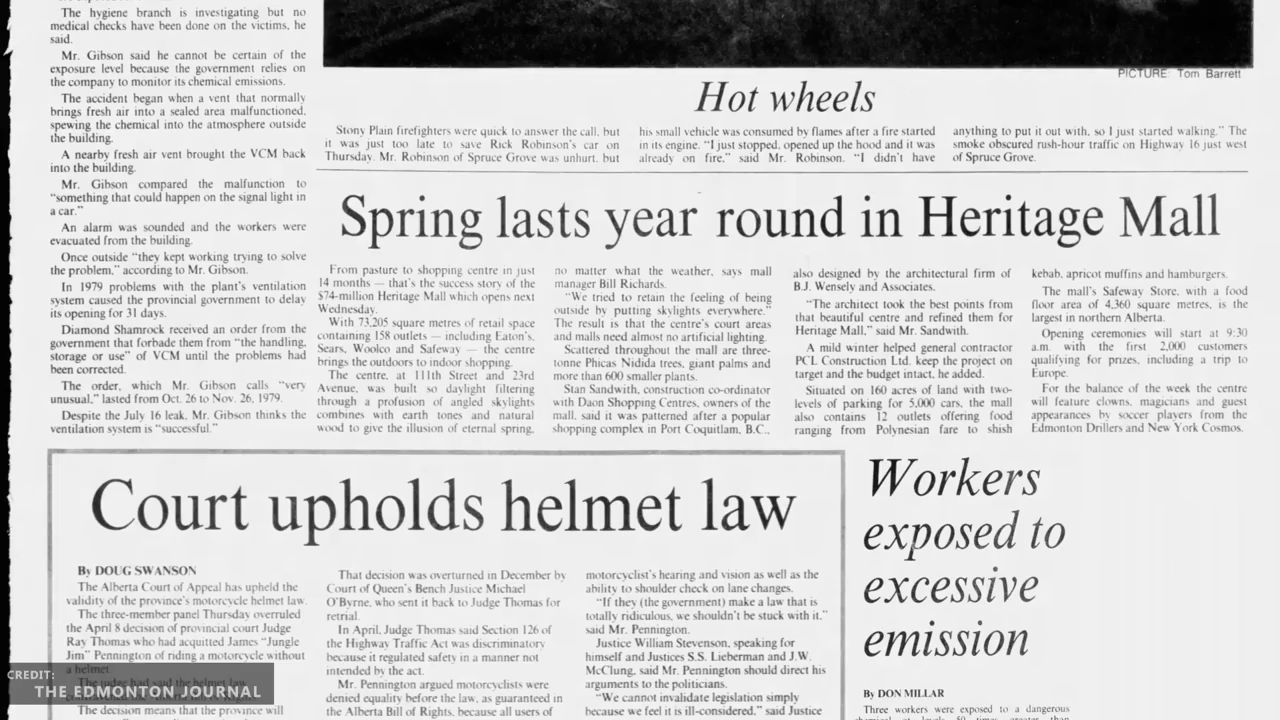 The hygiene branch is investigating but no
medical checks have been done on the victims, he
said.
Mr. Gibson said he cannot be certain of the
exposure level because the government relies on
the company to monitor its chemical emissions.
The accident began when a vent that normally
brings fresh air into a sealed area malfunctioned,
spewing the chemical into the atmosphere outside
the building.
A nearby fresh air vent brought the VCM back
into the building.
Mr. Gibson compared the malfunction to
“something that could happen on the signal light in
a car.”
An alarm was sounded and the workers were
evacuated from the building.
Once outside “they kept working trying to solve
the problem,” according to Mr. Gibson.
In 1979 problems with the plant's ventilation
system caused the provincial government to delay
its opening for 31 days.
Diamond Shamrock received an order from the
government that forbade them from “the handling,
storage or use” of VCM until the problems had
been corrected.
The order, which Mr. Gibson calls “very
unusual,” lasted from Oct. 26 to Nov. 26, 1979.
Despite the July 16 leak, Mr. Gibson thinks the
ventilation system is “successful.”
PICTURE: Tom Barrett
Hot wheels
Stony Plain firefighters were quick to answer the call, but
it was just too late to save Rick Robinson's car on
Thursday. Mr. Robinson of Spruce Grove was unhurt, but
his small vehicle was consumed by flames after a fire started
in its engine. “I just stopped, opened up the hood and it was
already on fire,” said Mr. Robinson. “I didn't have
anything to put it out with, so I just started walking.” The
smoke obscured rush-hour traffic on Highway 16 just west
of Spruce Grove.
Spring lasts year round in Heritage Mall
From pasture to shopping centre in just
14 months — that's the success story of the
$74-million Heritage Mall which opens next
Wednesday.
With 73,205 square metres of retail space
containing 158 outlets — including Eaton's,
Sears, Woolco and Safeway — the centre
brings the outdoors to indoor shopping.
The centre, at 111th Street and 23rd
Avenue, was built so daylight filtering
through a profusion of angled skylights
combines with earth tones and natural
wood to give the illusion of eternal spring,
no matter what the weather, says mall
manager Bill Richards.
“We tried to retain the feeling of being
outside by putting skylights everywhere.”
The result is that the centre's court areas
and malls need almost no artificial lighting.
Scattered throughout the mall are three-
tonne Phicas Nidida trees, giant palms and
more than 600 smaller plants.
Stan Sandwith, construction co-ordinator
with Daon Shopping Centres, owners of the
mall, said it was patterned after a popular
shopping complex in Port Coquitlam, B.C.,
also designed by the architectural firm of
B.J. Wensely and Associates.
“The architect took the best points from
that beautiful centre and refined them for
Heritage Mall,” said Mr. Sandwith.
A mild winter helped general contractor
PCL Construction Ltd. keep the project on
target and the budget intact, he added.
Situated on 160 acres of land with two-
levels of parking for 5,000 cars, the mall
also contains 12 outlets offering food
ranging from Polynesian fare to shish
kebab, apricot muffins and hamburgers.
The mall's Safeway Store, with a food
floor area of 4,360 square metres, is the
largest in northern Alberta.
Opening ceremonies will start at 9:30
a.m. with the first 2,000 customers
qualifying for prizes, including a trip to
Europe.
For the balance of the week the centre
will feature clowns, magicians and guest
appearances by soccer players from the
Edmonton Drillers and New York Cosmos.
Court upholds helmet law
By DOUG SWANSON
The Alberta Court of Appeal has upheld the
validity of the province's motorcycle helmet law.
The three-member panel Thursday overruled
the April 8 decision of provincial court Judge
Ray Thomas who had acquitted James “Jungle
Jim” Pennington of riding a motorcycle without
a helmet.
The judge had said the helmet law
The decision means that the province will
That decision was overturned in December by
Court of Queen's Bench Justice Michael
O'Byrne, who sent it back to Judge Thomas for
retrial.
In April, Judge Thomas said Section 126 of
the Highway Traffic Act was discriminatory
because it regulated safety in a manner not
intended by the act.
Mr. Pennington argued motorcyclists were
denied equality before the law, as guaranteed in
the Alberta Bill of Rights, because all users of
motorcyclist's hearing and vision as well as the
ability to shoulder check on lane changes.
“If they (the government) make a law that is
totally ridiculous, we shouldn't be stuck with it,”
said Mr. Pennington.
Justice William Stevenson, speaking for
himself and Justices S.S. Lieberman and J.W.
McClung, said Mr. Pennington should direct his
arguments to the politicians.
“We cannot invalidate legislation simply
because we feel it is ill-considered,” said Justice
Workers
exposed to
excessive
emission
By DON MILLAR
Three workers were exposed to a dangerous
CREDIT:
THE EDMONTON JOURNAL